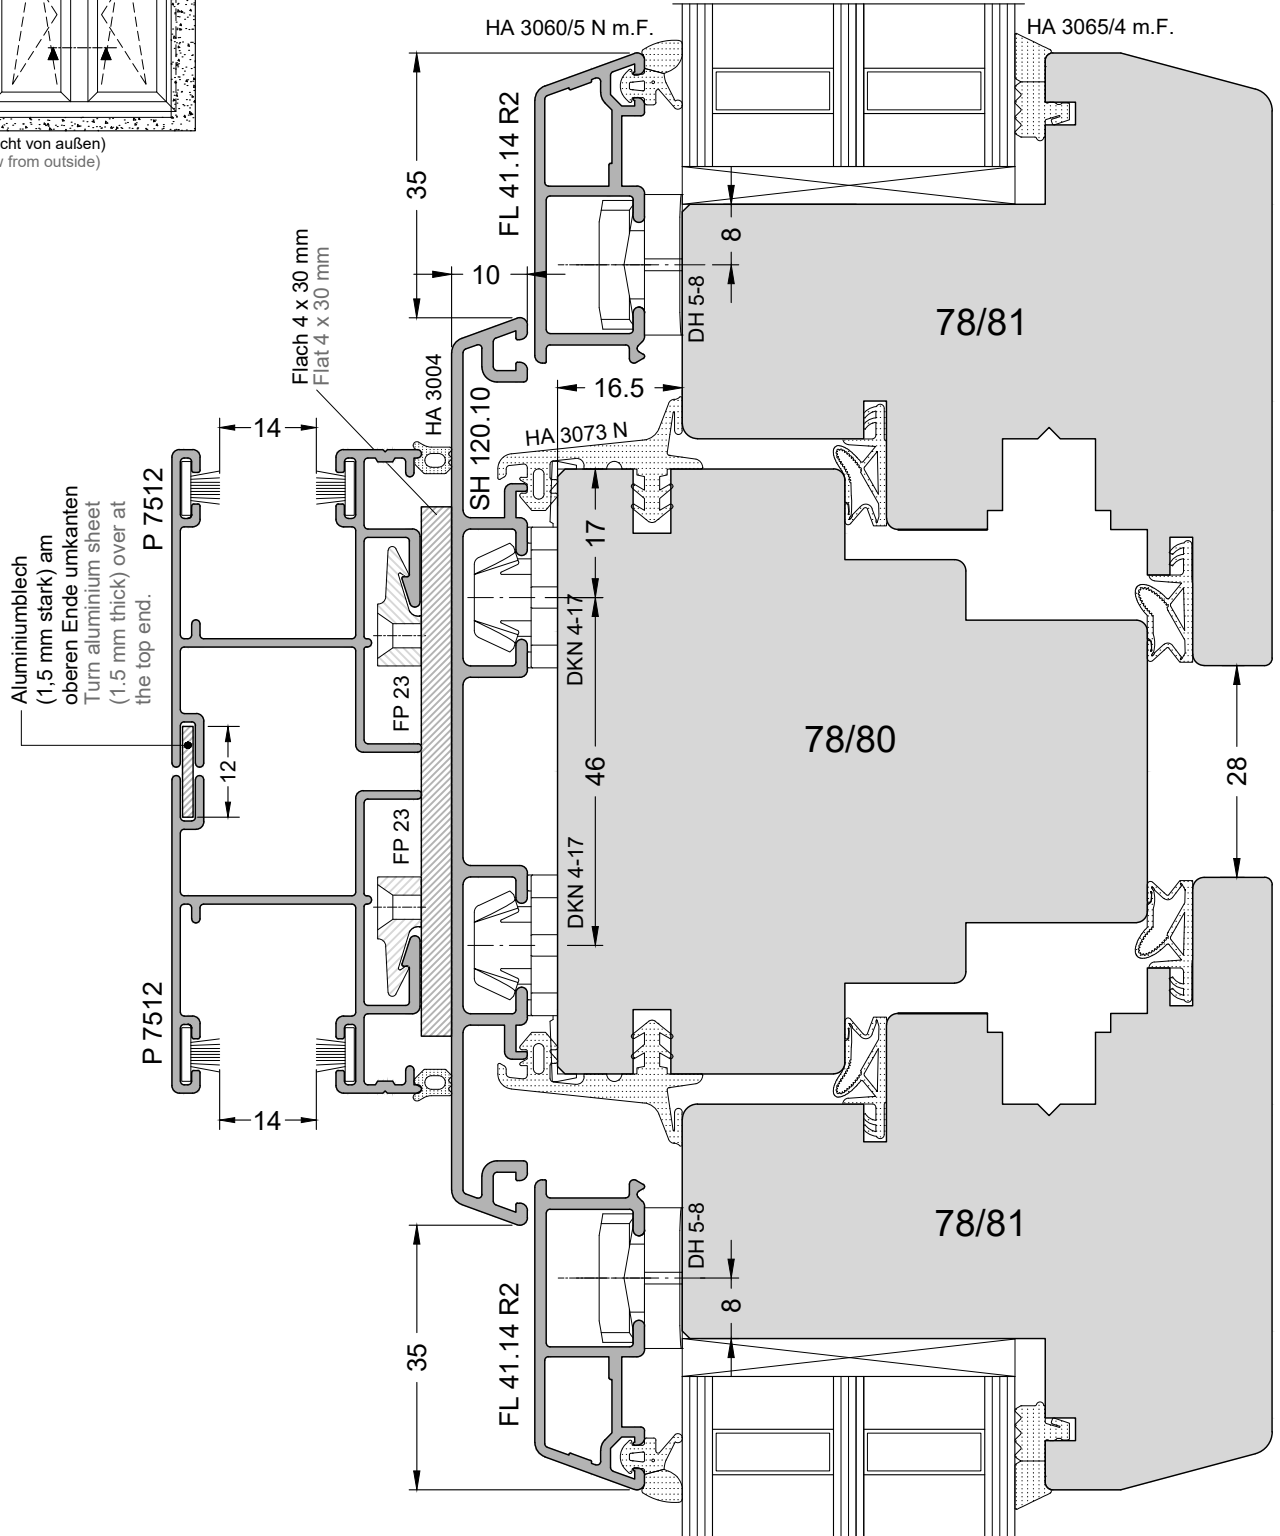 cht von außen)
from outside)
HA 3060/5 N m.F.
HA 3065/4 m.F.
FL 41.14 R2
35
10
8
DH 5-8
78/81
Flach 4 x 30 mm
Flat 4 x 30 mm
HA 3004
SH 120.10
16.5
HA 3073 N
14
P 7512
Aluminiumblech
(1,5 mm stark) am
oberen Ende umkanten
Turn aluminium sheet
(1.5 mm thick) over at
the top end.
17
DKN 4-17
FP 23
12
46
78/80
28
FP 23
DKN 4-17
P 7512
14
DH 5-8
8
78/81
FL 41.14 R2
35